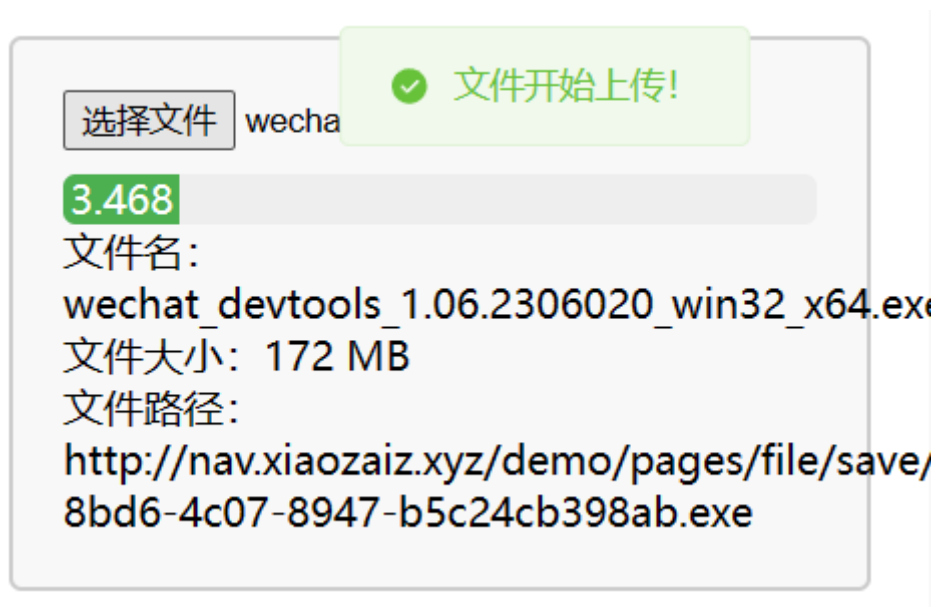 文件开始上传!
选择文件 wecha
3.468
文件名：
wechat_devtools_1.06.2306020_win32_x64.exe
文件大小：172 MB
文件路径：
http://nav.xiaozaiz.xyz/demo/pages/file/save/
8bd6-4c07-8947-b5c24cb398ab.exe